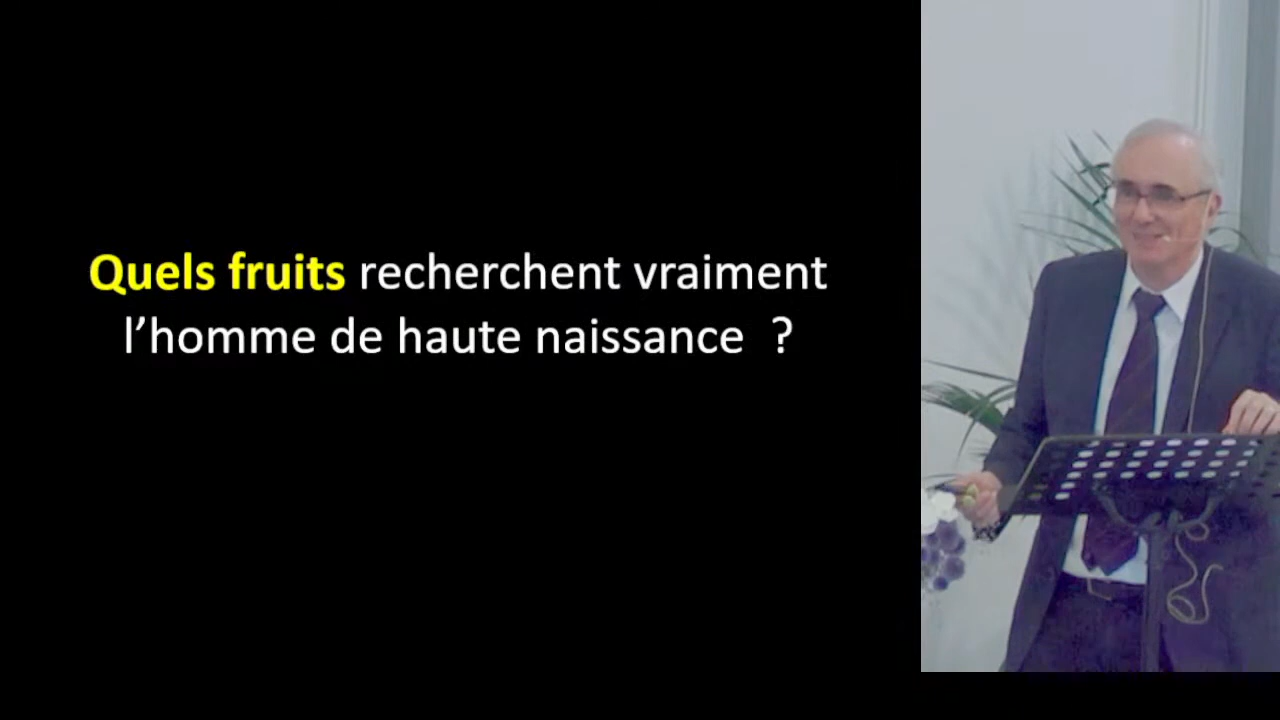 Quels fruits recherchent vraiment
l’homme de haute naissance  ?